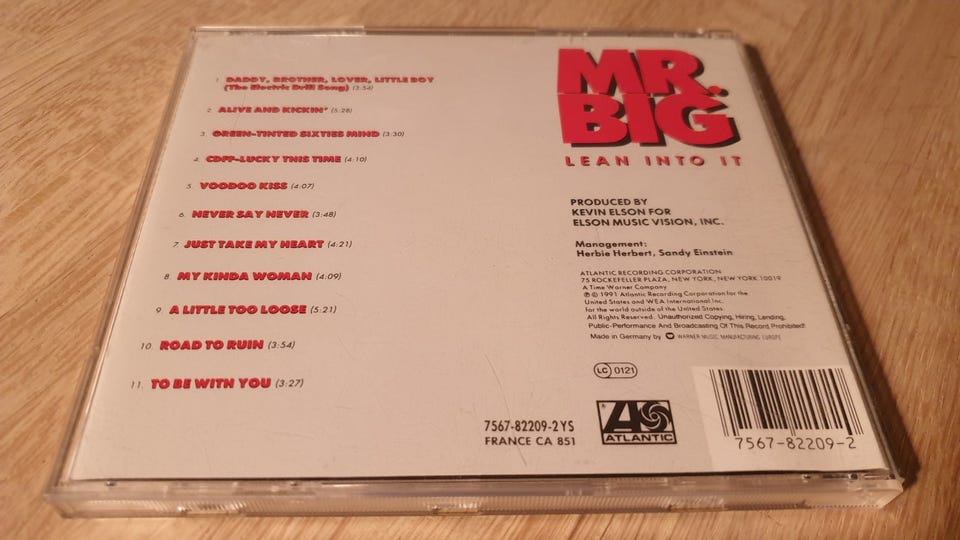 1. DADDY, BROTHER, LOVER, LITTLE BOY
(The Electric Drill Song) (3:54)
2. ALIVE AND KICKIN' (5:28)
3. GREEN-TINTED SIXTIES MIND (3:30)
4. CDFF-LUCKY THIS TIME (4:10)
5. VOODOO KISS (4:07)
6. NEVER SAY NEVER (3:48)
7. JUST TAKE MY HEART (4:21)
8. MY KINDA WOMAN (4:09)
9. A LITTLE TOO LOOSE (5:21)
10. ROAD TO RUIN (3:54)
11. TO BE WITH YOU (3:27)
MR.
BIG
LEAN INTO IT
PRODUCED BY
KEVIN ELSON FOR
ELSON MUSIC VISION, INC.
Management:
Herbie Herbert, Sandy Einstein
ATLANTIC RECORDING CORPORATION
75 ROCKEFELLER PLAZA, NEW YORK, NEW YORK 10019
A Time Warner Company
℗ © 1991 Atlantic Recording Corporation for the
United States and WEA International Inc.
for the world outside of the United States.
All Rights Reserved. Unauthorized Copying, Hiring, Lending,
Public-Performance And Broadcasting Of This Record Prohibited!
Made in Germany by WARNER MUSIC MANUFACTURING EUROPE
LC 0121
7567-82209-2YS
FRANCE CA 851
ATLANTIC
7567-82209-2